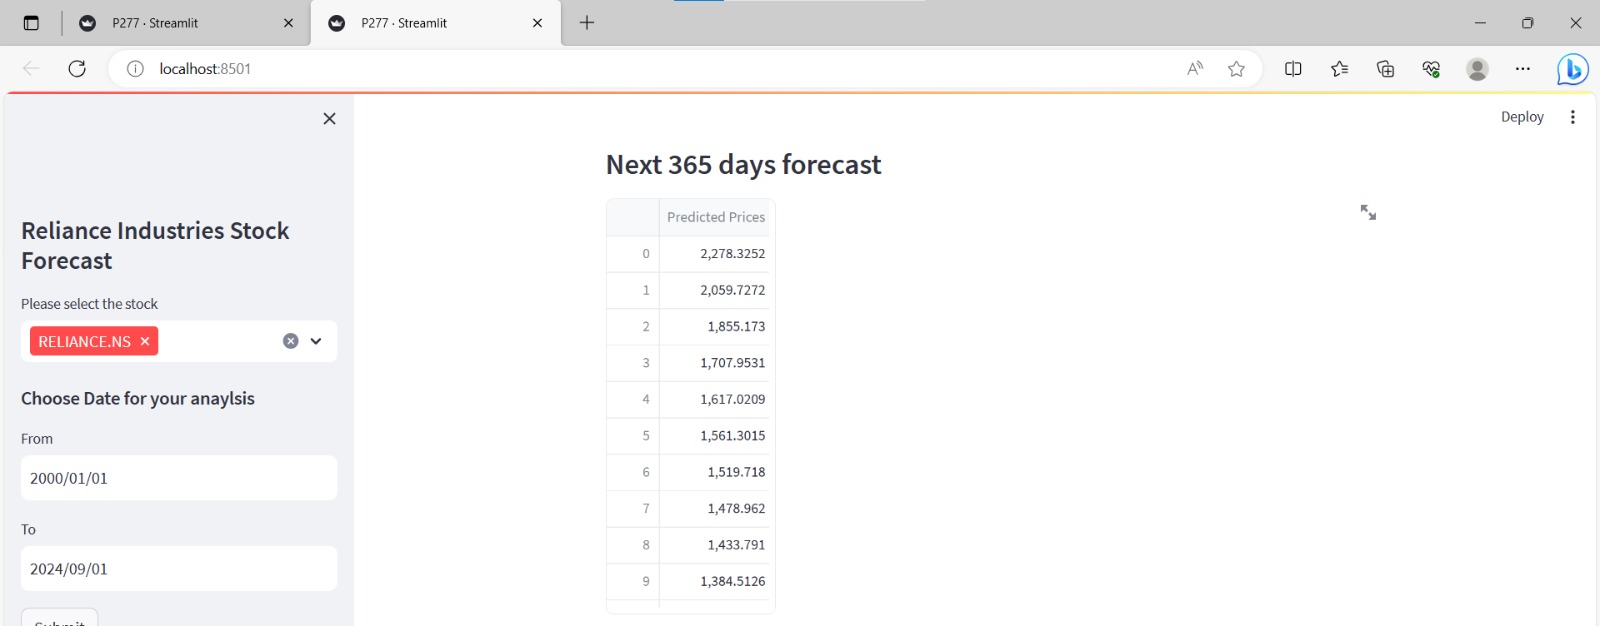 P277 · Streamlit
P277 · Streamlit
localhost:8501
Deploy
Reliance Industries Stock
Forecast
Please select the stock
RELIANCE.NS
Choose Date for your anaylsis
From
2000/01/01
To
2024/09/01
Submit
Next 365 days forecast
Predicted Prices
0 2,278.3252
1 2,059.7272
2 1,855.173
3 1,707.9531
4 1,617.0209
5 1,561.3015
6 1,519.718
7 1,478.962
8 1,433.791
9 1,384.5126